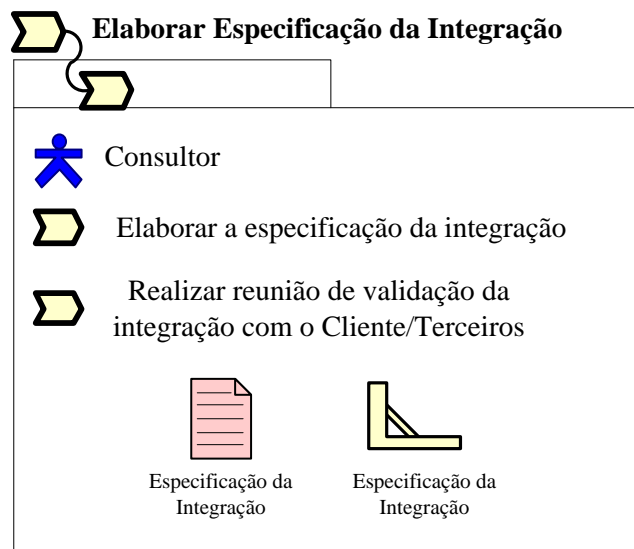 Elaborar Especificação da Integração
Consultor
Elaborar a especificação da integração
Realizar reunião de validação da
integração com o Cliente/Terceiros
Especificação da
Integração
Especificação da
Integração